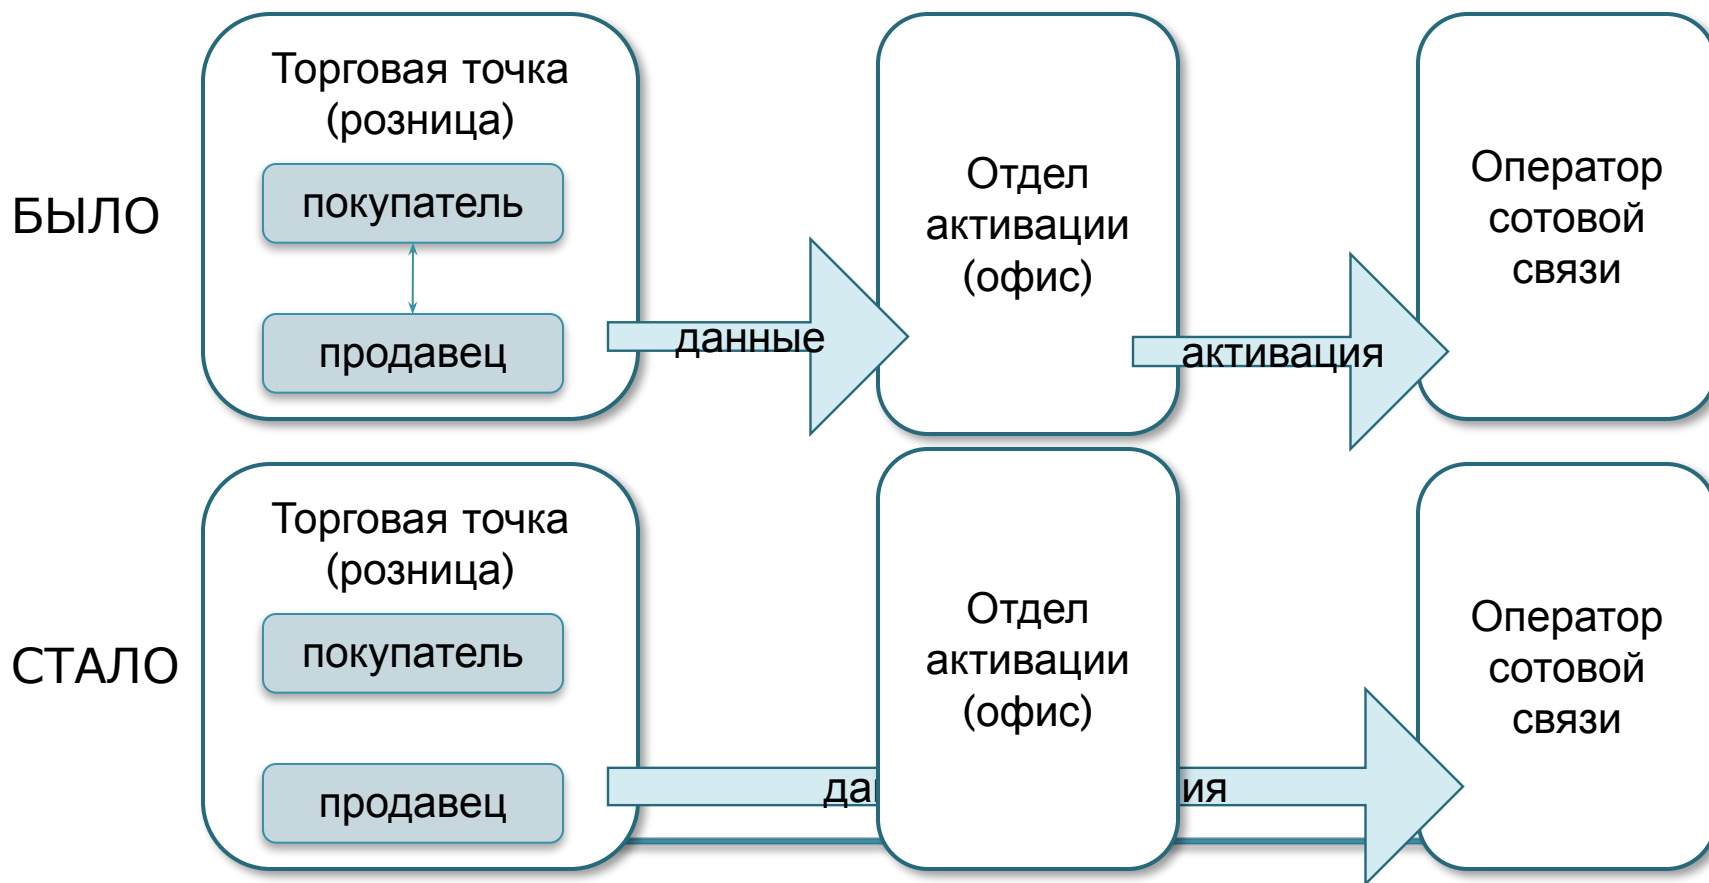 БЫЛО
Торговая точка
(розница)
покупатель
продавец
данные
Отдел
активации
(офис)
активация
Оператор
сотовой
связи
СТАЛО
Торговая точка
(розница)
покупатель
продавец
Отдел
активации
(офис)
Оператор
сотовой
связи